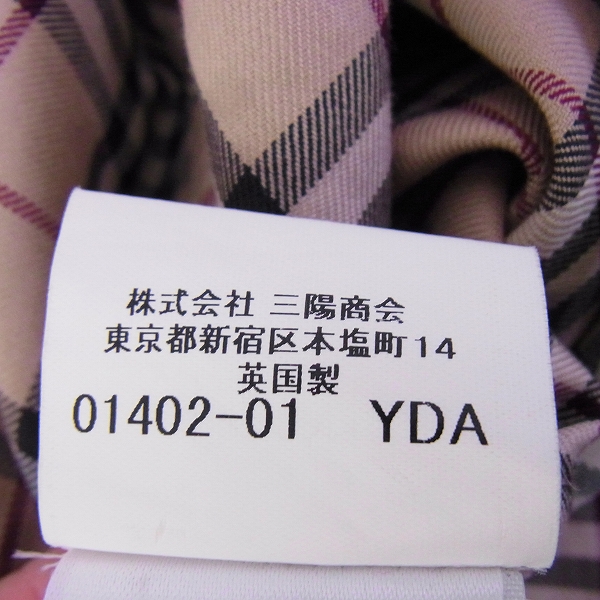 株式会社 三陽商会
東京都新宿区本塩町14
英国製
01402-01 YDA